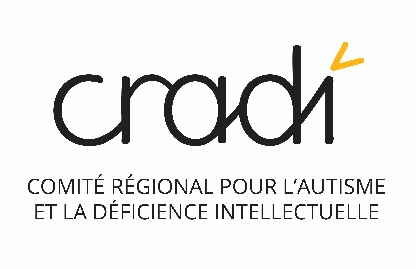 cradi
COMITÉ RÉGIONAL POUR L'AUTISME
ET LA DÉFICIENCE INTELLECTUELLE